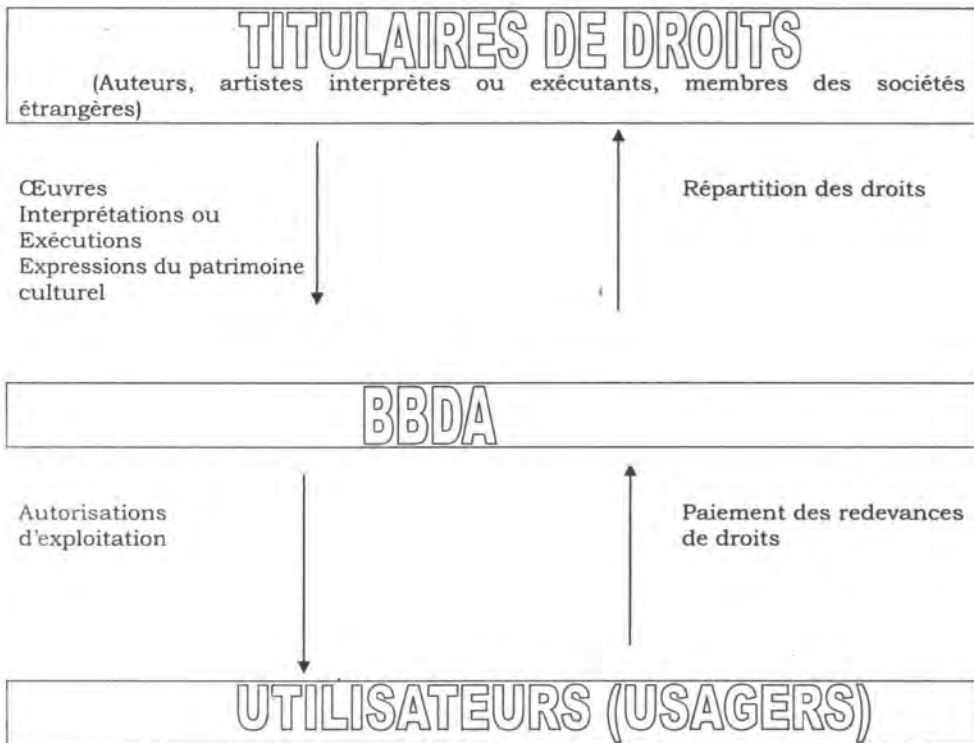 TITULAIRES DE DROITS
(Auteurs, artistes interprètes ou exécutants, membres des sociétés
étrangères)
Œuvres
Interprétations ou
Exécutions
Expressions du patrimoine
culturel
Répartition des droits
BBDA
Autorisations
d'exploitation
Paiement des redevances
de droits
UTILISATEURS (USAGERS)